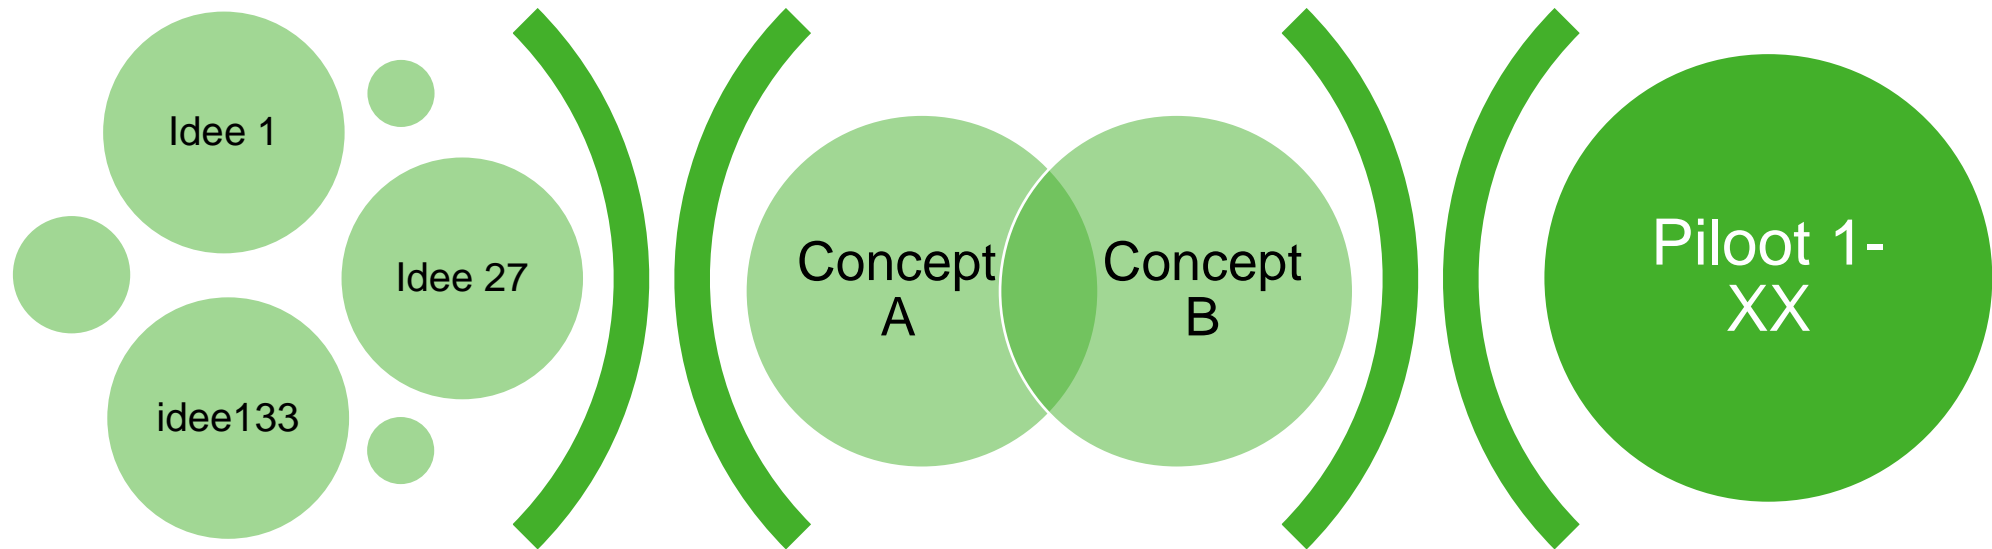 Idee 1
Idee 27
idee133
Concept
A
Concept
B
Piloot 1-
XX